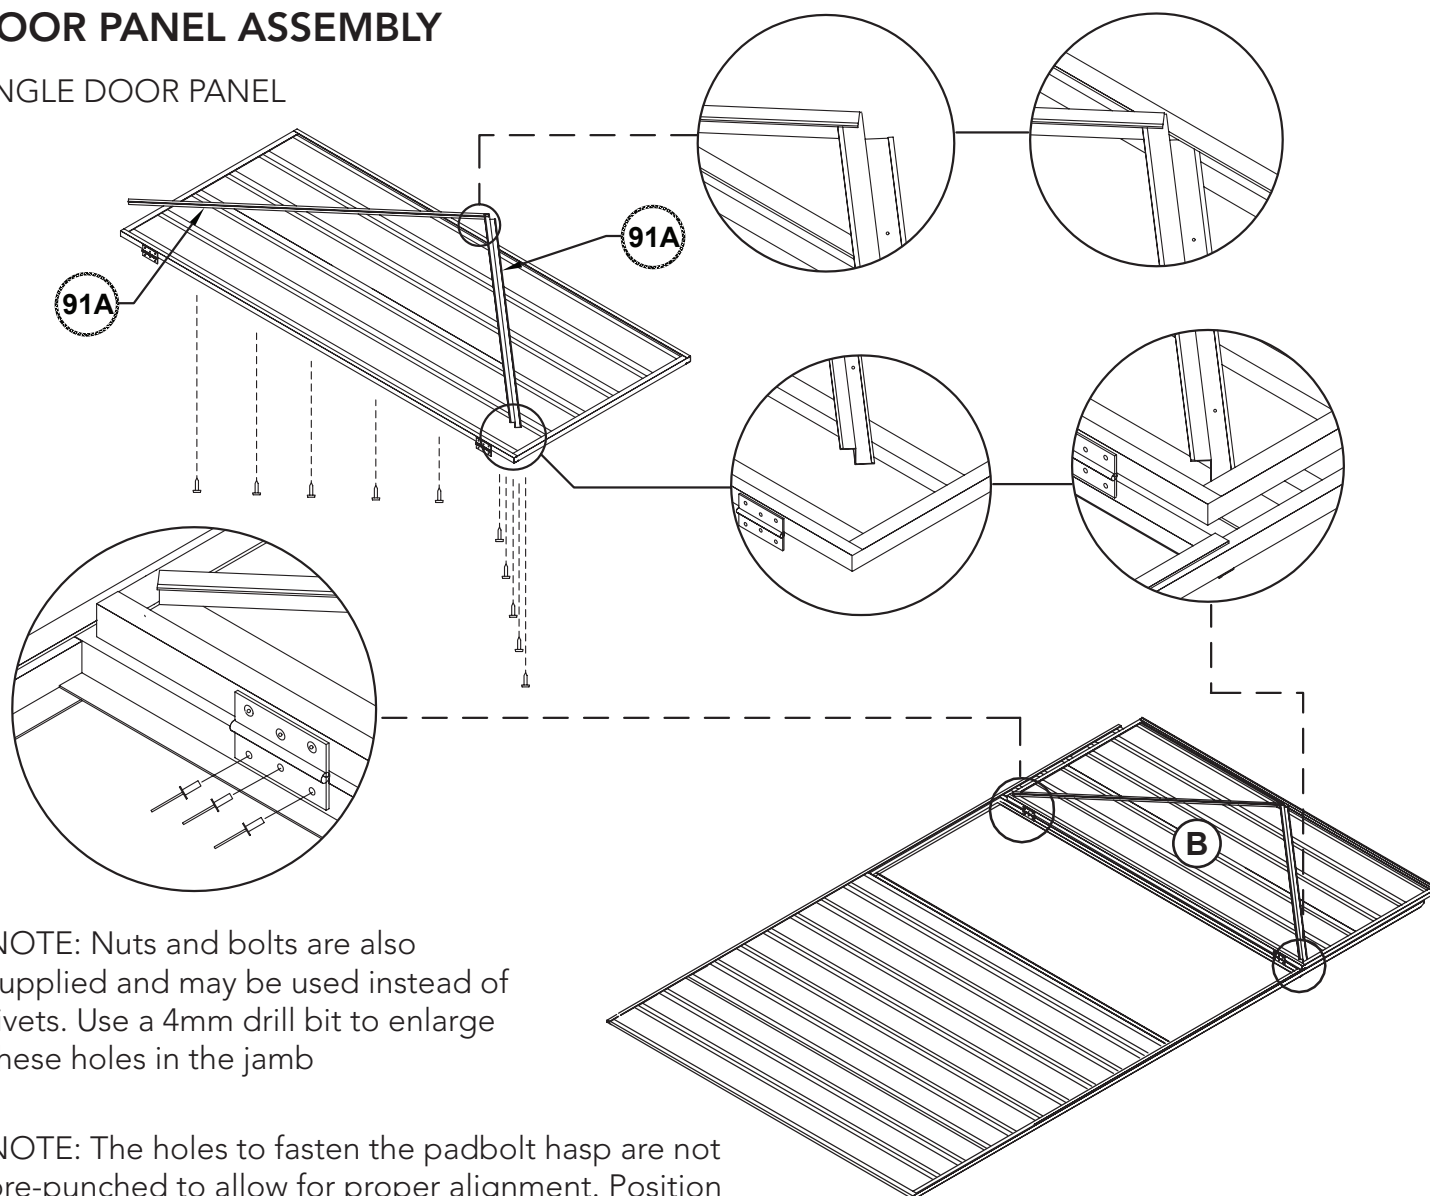 OOR PANEL ASSEMBLY
NGLE DOOR PANEL
91A
91A
B
NOTE: Nuts and bolts are also
upplied and may be used instead of
ivets. Use a 4mm drill bit to enlarge
hese holes in the jamb
NOTE: The holes to fasten the padbolt hasp are not
pre-punched to allow for proper alignment. Position